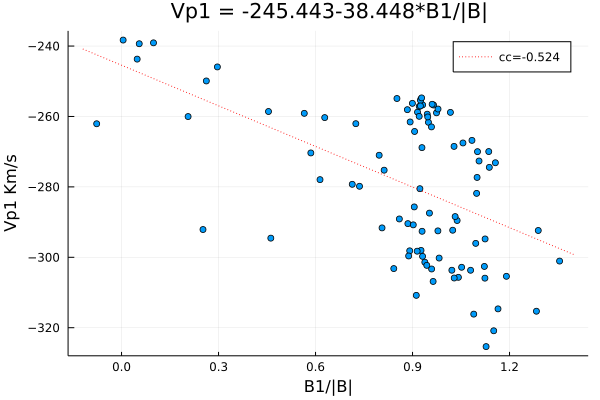 Vp1 = -245.443-38.448*B1/|B|
cc=-0.524
Vp1 Km/s
−240
−260
−280
−300
−320
0.0 0.3 0.6 0.9 1.2
B1/|B|